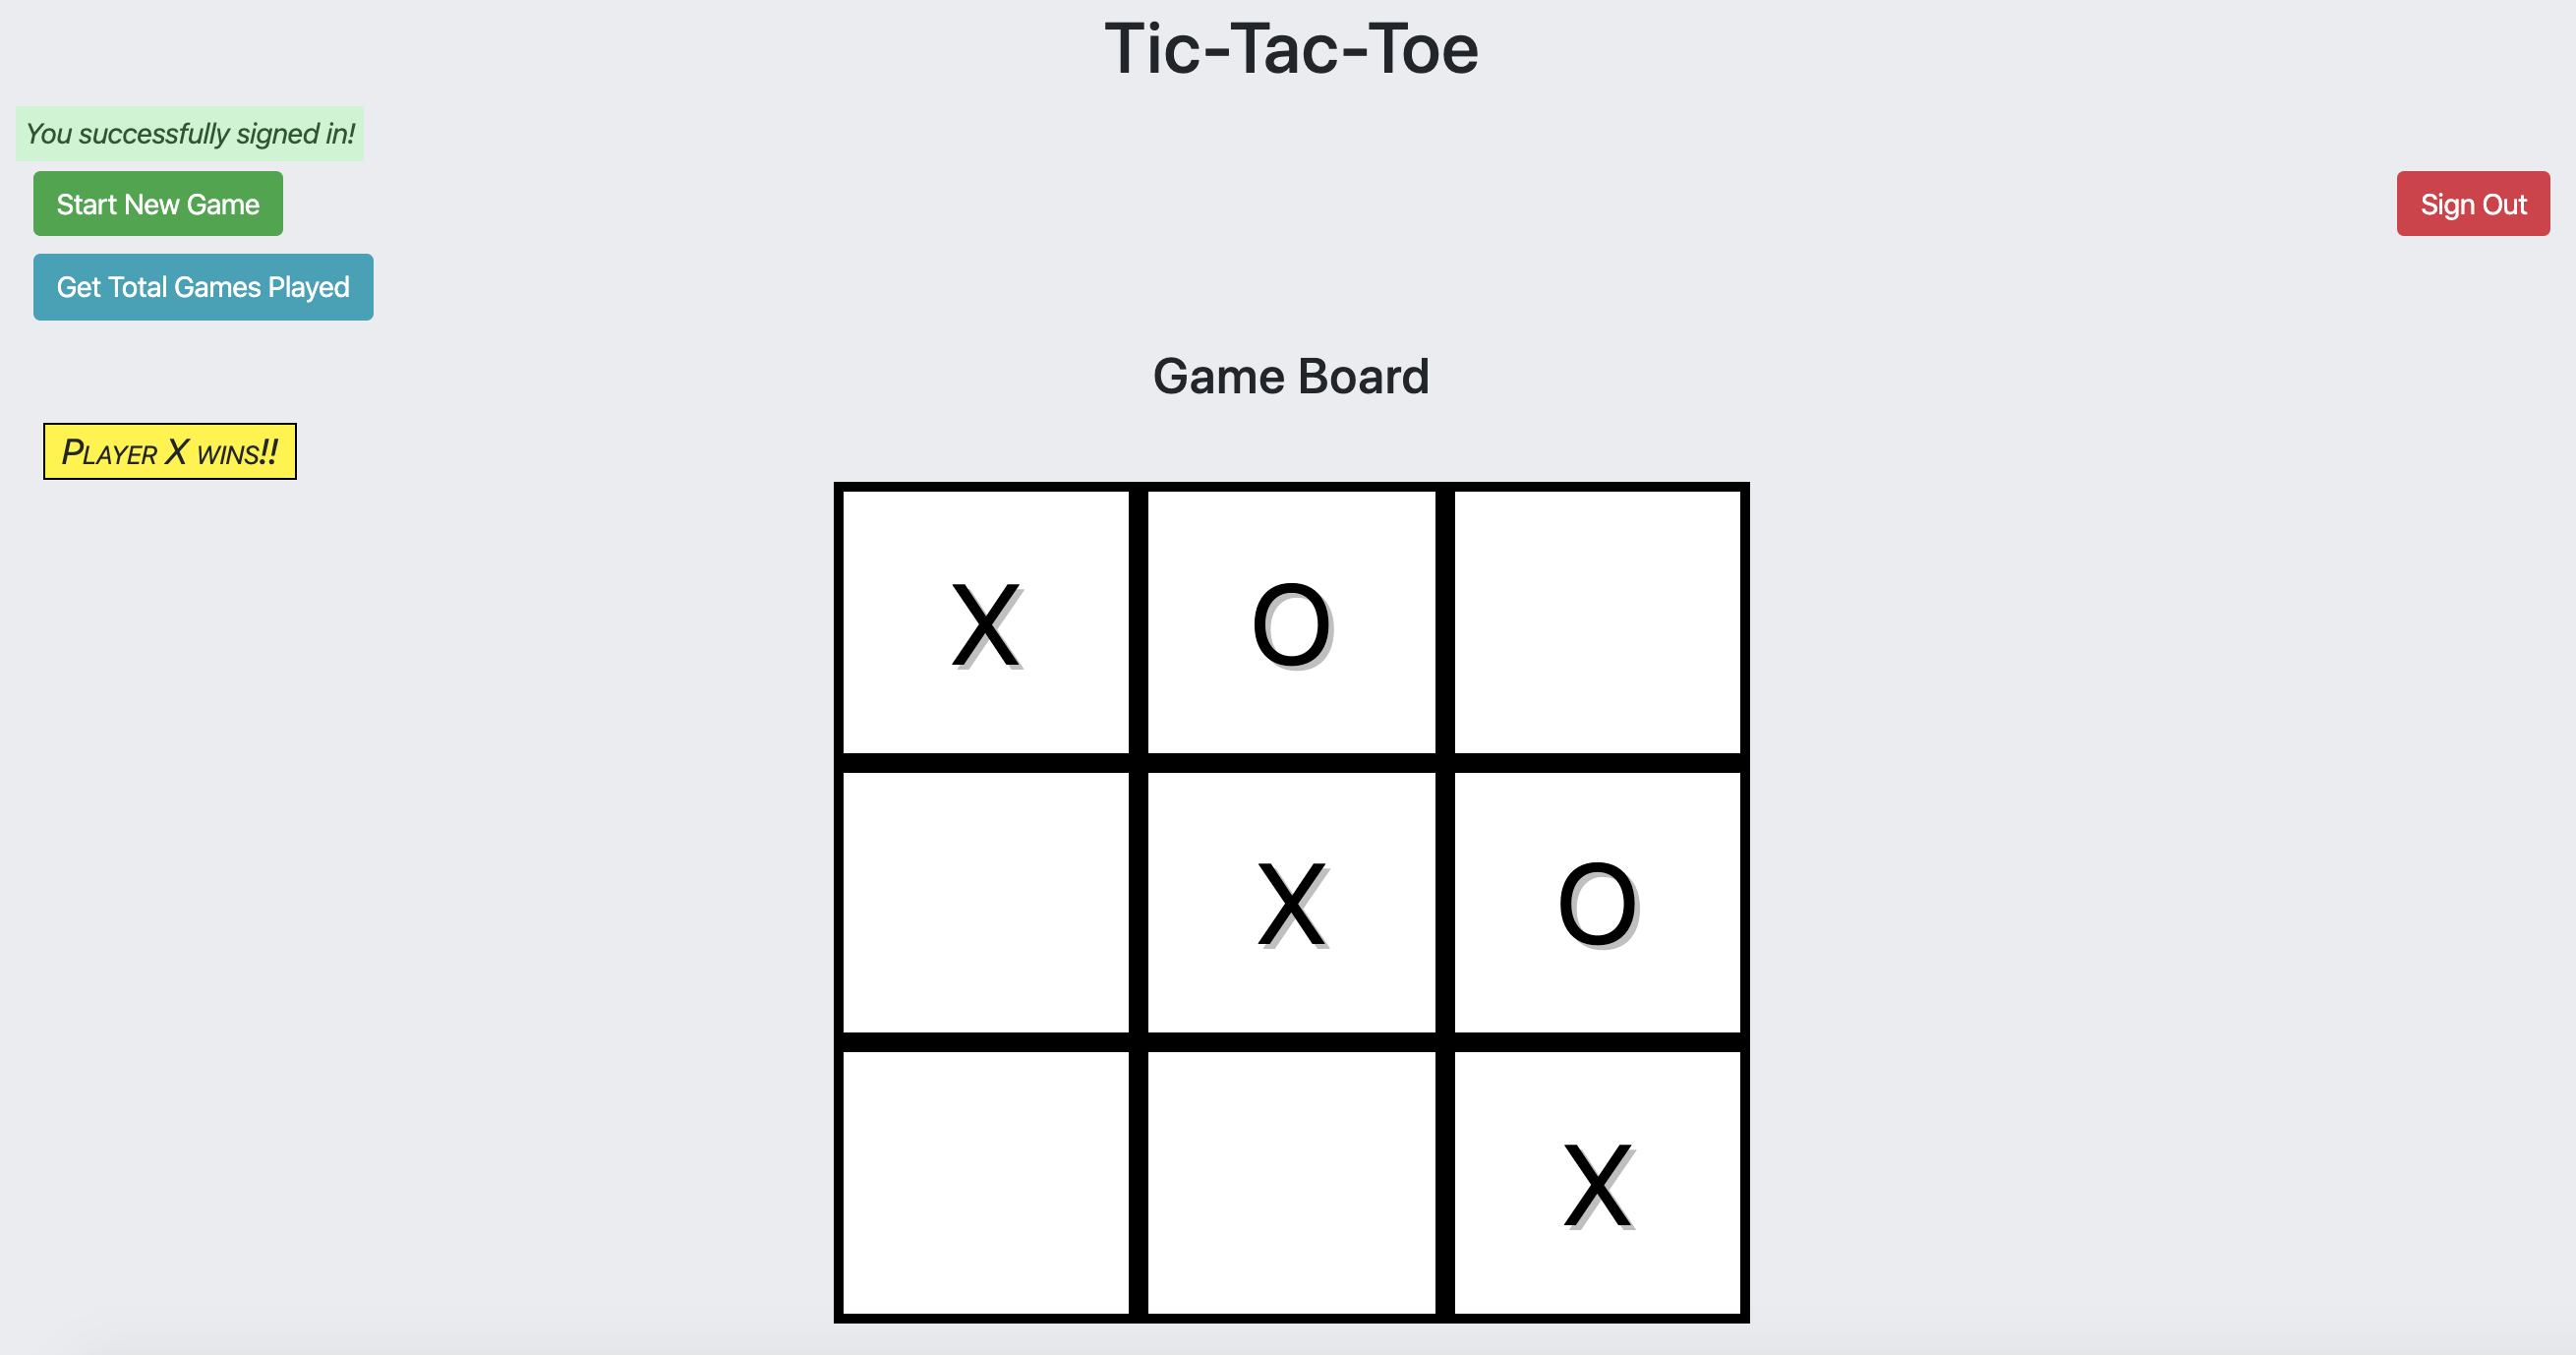 Tic-Tac-Toe
You successfully signed in!
Start New Game
Sign Out
Get Total Games Played
Game Board
Player X wins!!
X O
X O
X